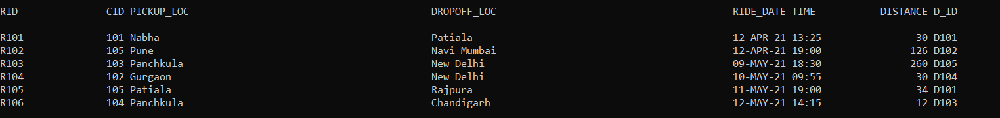 RID CID PICKUP_LOC DROPOFF_LOC RIDE_DATE TIME DISTANCE D_ID
---------- ---------- -------------------------------------------------- -------------------------------------------------- --------- ---------- ---------- ----------
R101 101 Nabha Patiala 12-APR-21 13:25 30 D101
R102 105 Pune Navi Mumbai 12-APR-21 19:00 126 D102
R103 103 Panchkula New Delhi 09-MAY-21 18:30 260 D105
R104 102 Gurgaon New Delhi 10-MAY-21 09:55 30 D104
R105 105 Patiala Rajpura 11-MAY-21 19:00 34 D101
R106 104 Panchkula Chandigarh 12-MAY-21 14:15 12 D103